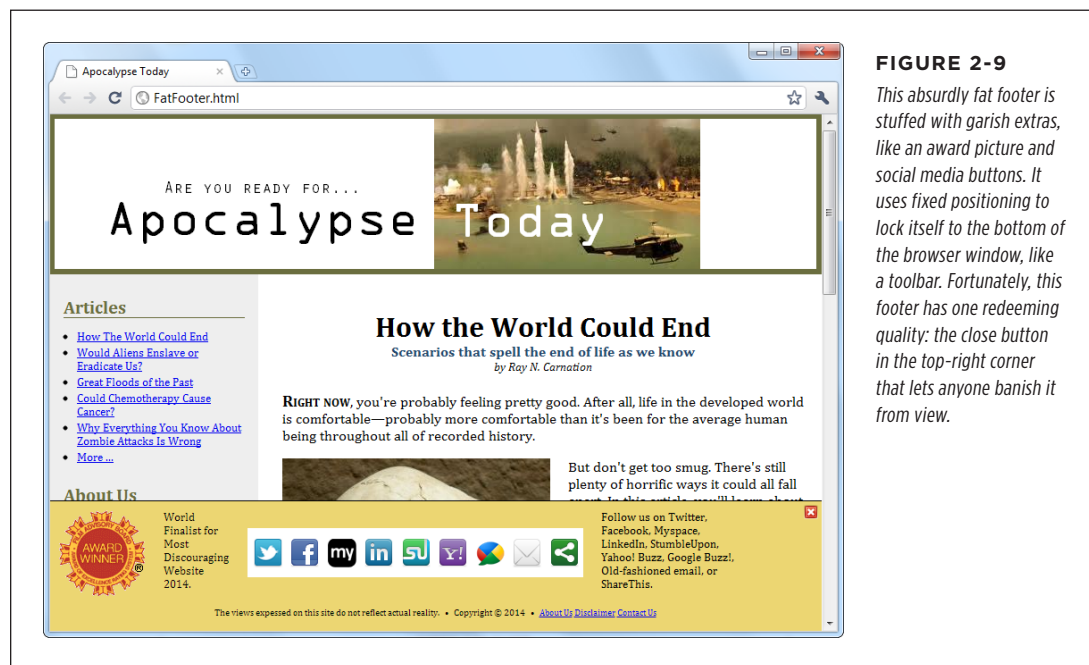 Apocalypse Today
FatFooter.html
ARE YOU READY FOR...
Apocalypse Today
Articles
How The World Could End
Would Aliens Enslave or
Eradicate Us?
Great Floods of the Past
Could Chemotherapy Cause
Cancer?
Why Everything You Know About
Zombie Attacks Is Wrong
More ...
About Us
How the World Could End
Scenarios that spell the end of life as we know
by Ray N. Carnation
RIGHT NOW, you're probably feeling pretty good. After all, life in the developed world
is comfortable—probably more comfortable than it's been for the average human
being throughout all of recorded history.
But don't get too smug. There's still
plenty of horrific ways it could all fall
apart. In this article, you'll learn about
AWARD
WINNER
®
World
Finalist for
Most
Discouraging
Website
2014.
my
in
Y!
Follow us on Twitter,
Facebook, Myspace,
LinkedIn, StumbleUpon,
Yahoo! Buzz, Google Buzz!,
Old-fashioned email, or
ShareThis.
The views expressed on this site do not reflect actual reality. • Copyright © 2014 • About Us Disclaimer Contact Us
FIGURE 2-9
This absurdly fat footer is
stuffed with garish extras,
like an award picture and
social media buttons. It
uses fixed positioning to
lock itself to the bottom of
the browser window, like
a toolbar. Fortunately, this
footer has one redeeming
quality: the close button
in the top-right corner
that lets anyone banish it
from view.